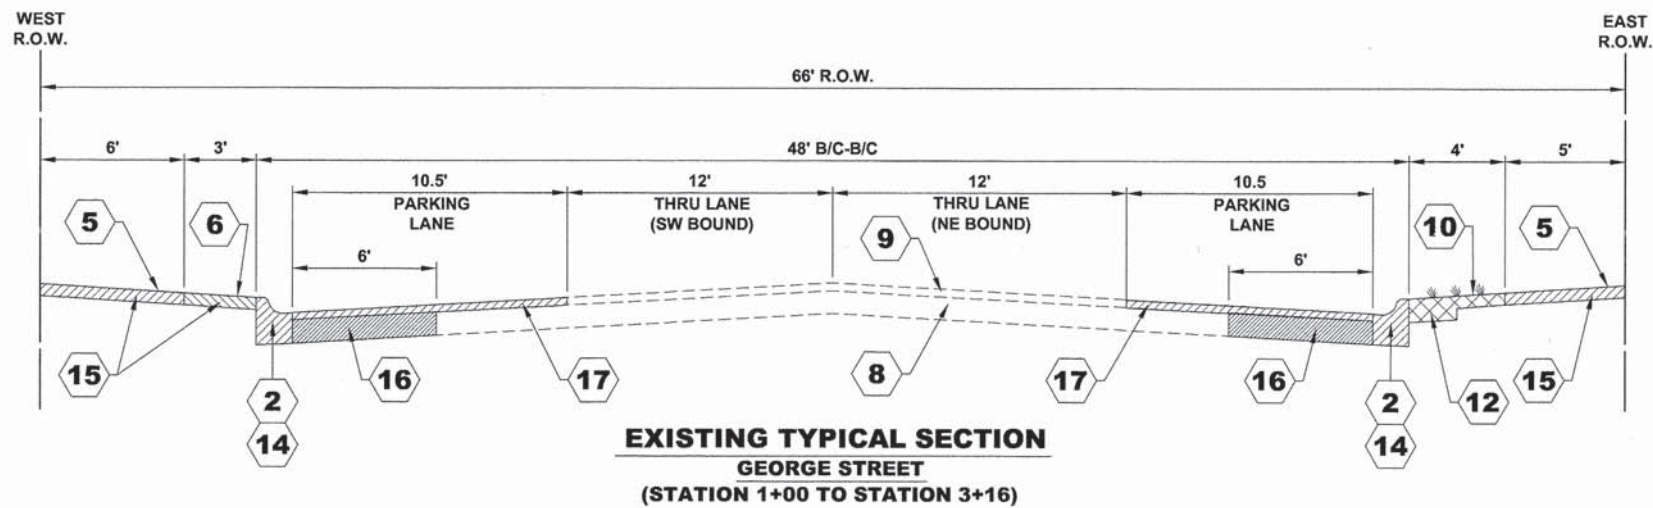 WEST
R.O.W.
EAST
R.O.W.
66' R.O.W.
6'
3'
48' B/C-B/C
4'
5'
10.5'
PARKING
LANE
12'
THRU LANE
(SW BOUND)
12'
THRU LANE
(NE BOUND)
10.5
PARKING
LANE
5
6
9
10
5
6'
6'
15
16
17
8
17
16
12
15
2
14
2
14
EXISTING TYPICAL SECTION
GEORGE STREET
(STATION 1+00 TO STATION 3+16)